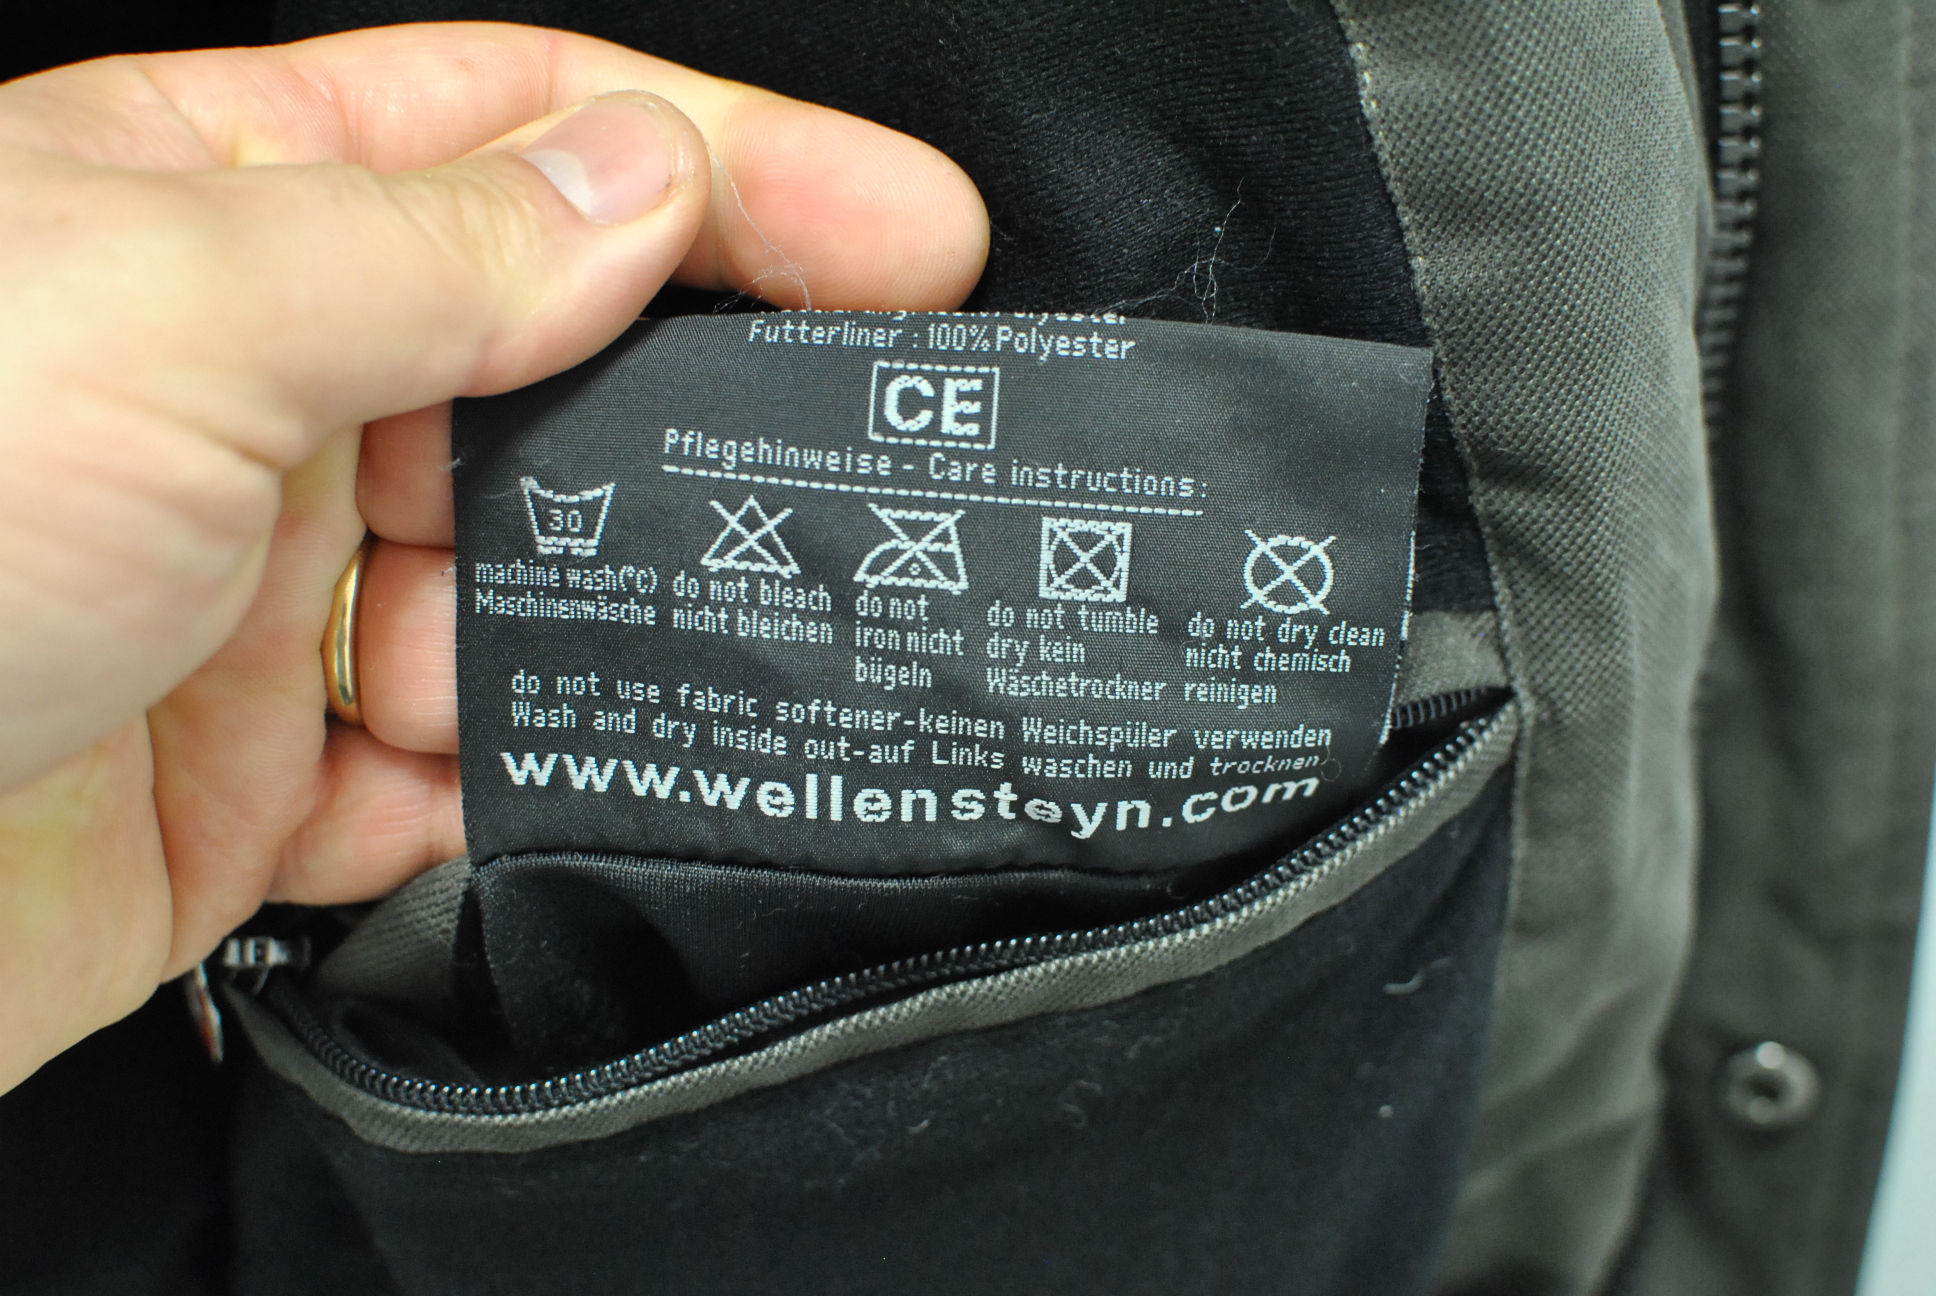 Futterliner : 100% Polyester
CE
Pflegehinweise - Care instructions:
30
machine wash(°C)
Maschinenwäsche
do not bleach
nicht bleichen
do not
iron nicht
bügeln
do not tumble
dry kein
Wäschetrockner
do not dry clean
nicht chemisch
reinigen
do not use fabric softener-keinen Weichspüler verwenden
Wash and dry inside out-auf Links waschen und trocknen
www.wellensteyn.com